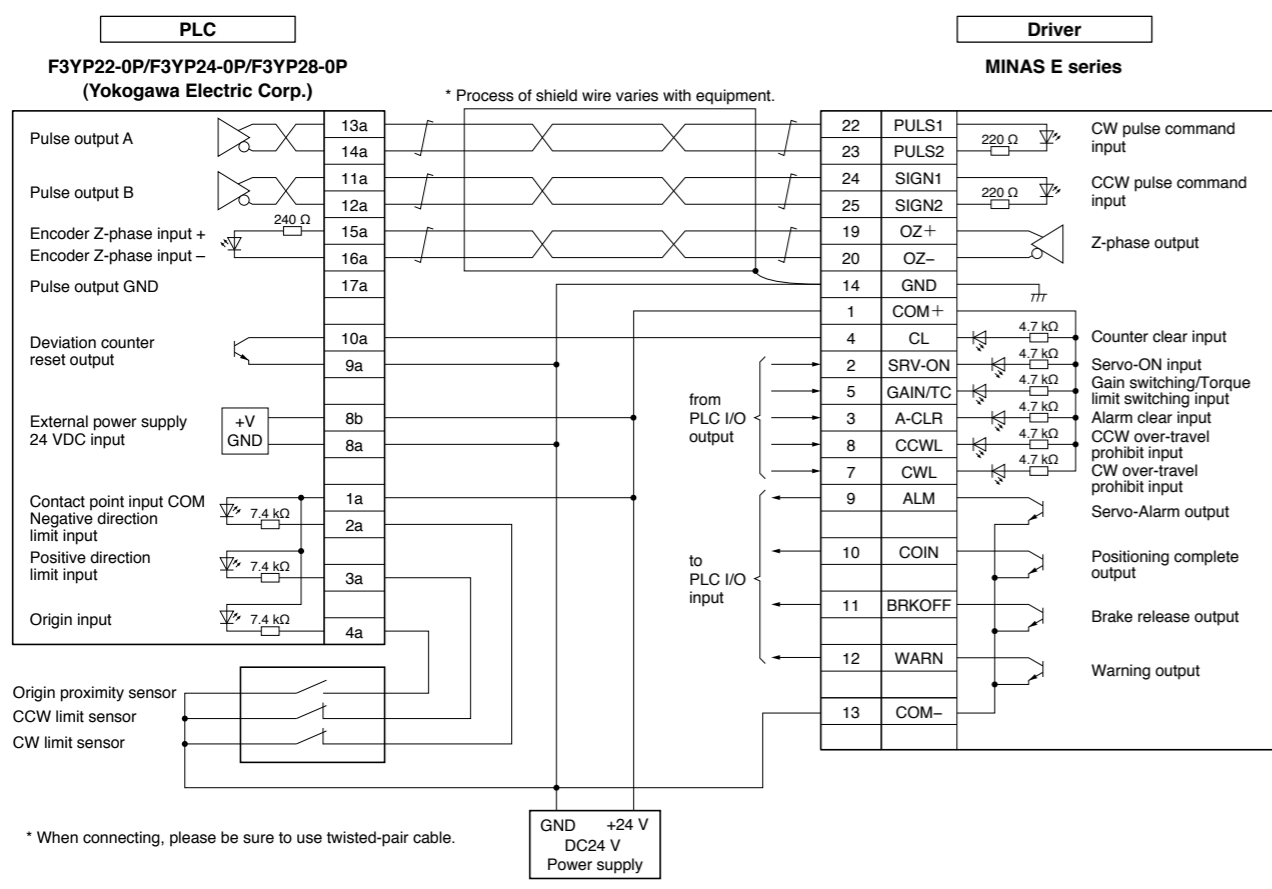 PLC
Driver
F3YP22-0P/F3YP24-0P/F3YP28-0P
(Yokogawa Electric Corp.)
MINAS E series
* Process of shield wire varies with equipment.
Pulse output A
13a
14a
22 PULS1
23 PULS2
220 Ω
CW pulse command
input
Pulse output B
11a
12a
24 SIGN1
25 SIGN2
220 Ω
CCW pulse command
input
240 Ω
Encoder Z-phase input +
Encoder Z-phase input –
15a
16a
19 OZ+
20 OZ–
Z-phase output
Pulse output GND
17a
14 GND
1 COM+
Deviation counter
reset output
10a
9a
4 CL
4.7 kΩ
Counter clear input
2 SRV-ON
4.7 kΩ
Servo-ON input
5 GAIN/TC
4.7 kΩ
Gain switching/Torque
limit switching input
3 A-CLR
4.7 kΩ
Alarm clear input
8 CCWL
4.7 kΩ
CCW over-travel
prohibit input
7 CWL
4.7 kΩ
CW over-travel
prohibit input
from
PLC I/O
output
External power supply
24 VDC input
+V
GND
8b
8a
Contact point input COM
Negative direction
limit input
7.4 kΩ
1a
2a
Positive direction
limit input
7.4 kΩ
3a
Origin input
7.4 kΩ
4a
to
PLC I/O
input
9 ALM
Servo-Alarm output
10 COIN
Positioning complete
output
11 BRKOFF
Brake release output
12 WARN
Warning output
13 COM–
Origin proximity sensor
CCW limit sensor
CW limit sensor
GND +24 V
DC24 V
Power supply
* When connecting, please be sure to use twisted-pair cable.